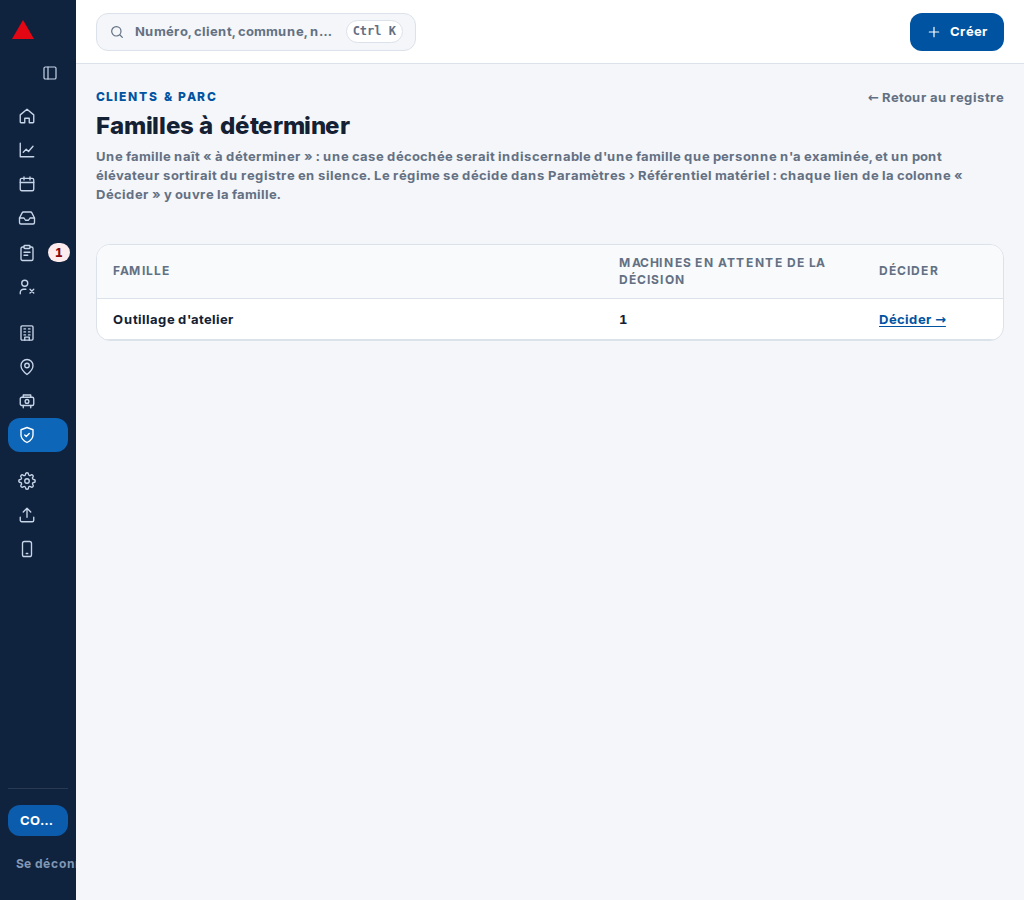 Numéro, client, commune, n... Ctrl K
Créer
CLIENTS & PARC
← Retour au registre
Familles à déterminer
Une famille naît « à déterminer » : une case décochée serait indiscernable d'une famille que personne n'a examinée, et un pont
élévateur sortirait du registre en silence. Le régime se décide dans Paramètres › Référentiel matériel : chaque lien de la colonne «
Décider » y ouvre la famille.
FAMILLE
MACHINES EN ATTENTE DE LA
DÉCISION
DÉCIDER
Outillage d'atelier
1
Décider →
1
CO...
Se décon